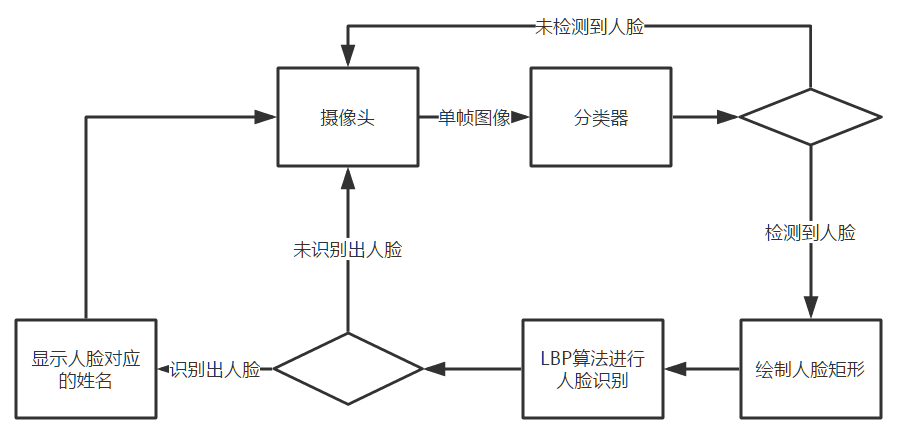 未检测到人脸
摄像头
单帧图像
分类器
检测到人脸
未识别出人脸
显示人脸对应
的姓名
识别出人脸
LBP算法进行
人脸识别
绘制人脸矩形